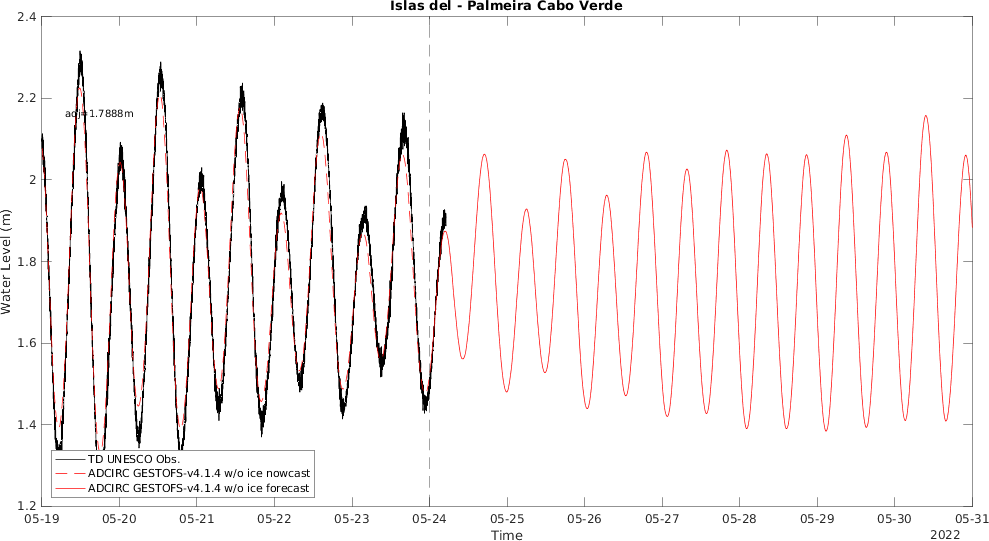 Islas del - Palmeira Cabo Verde
2.4
2.2
2
1.8
1.6
1.4
1.2
Water Level (m)
adj=1.7888m
TD UNESCO Obs.
ADCIRC GESTOFS-v4.1.4 w/o ice nowcast
ADCIRC GESTOFS-v4.1.4 w/o ice forecast
05-19 05-20 05-21 05-22 05-23 05-24 05-25 05-26 05-27 05-28 05-29 05-30 05-31
Time
2022